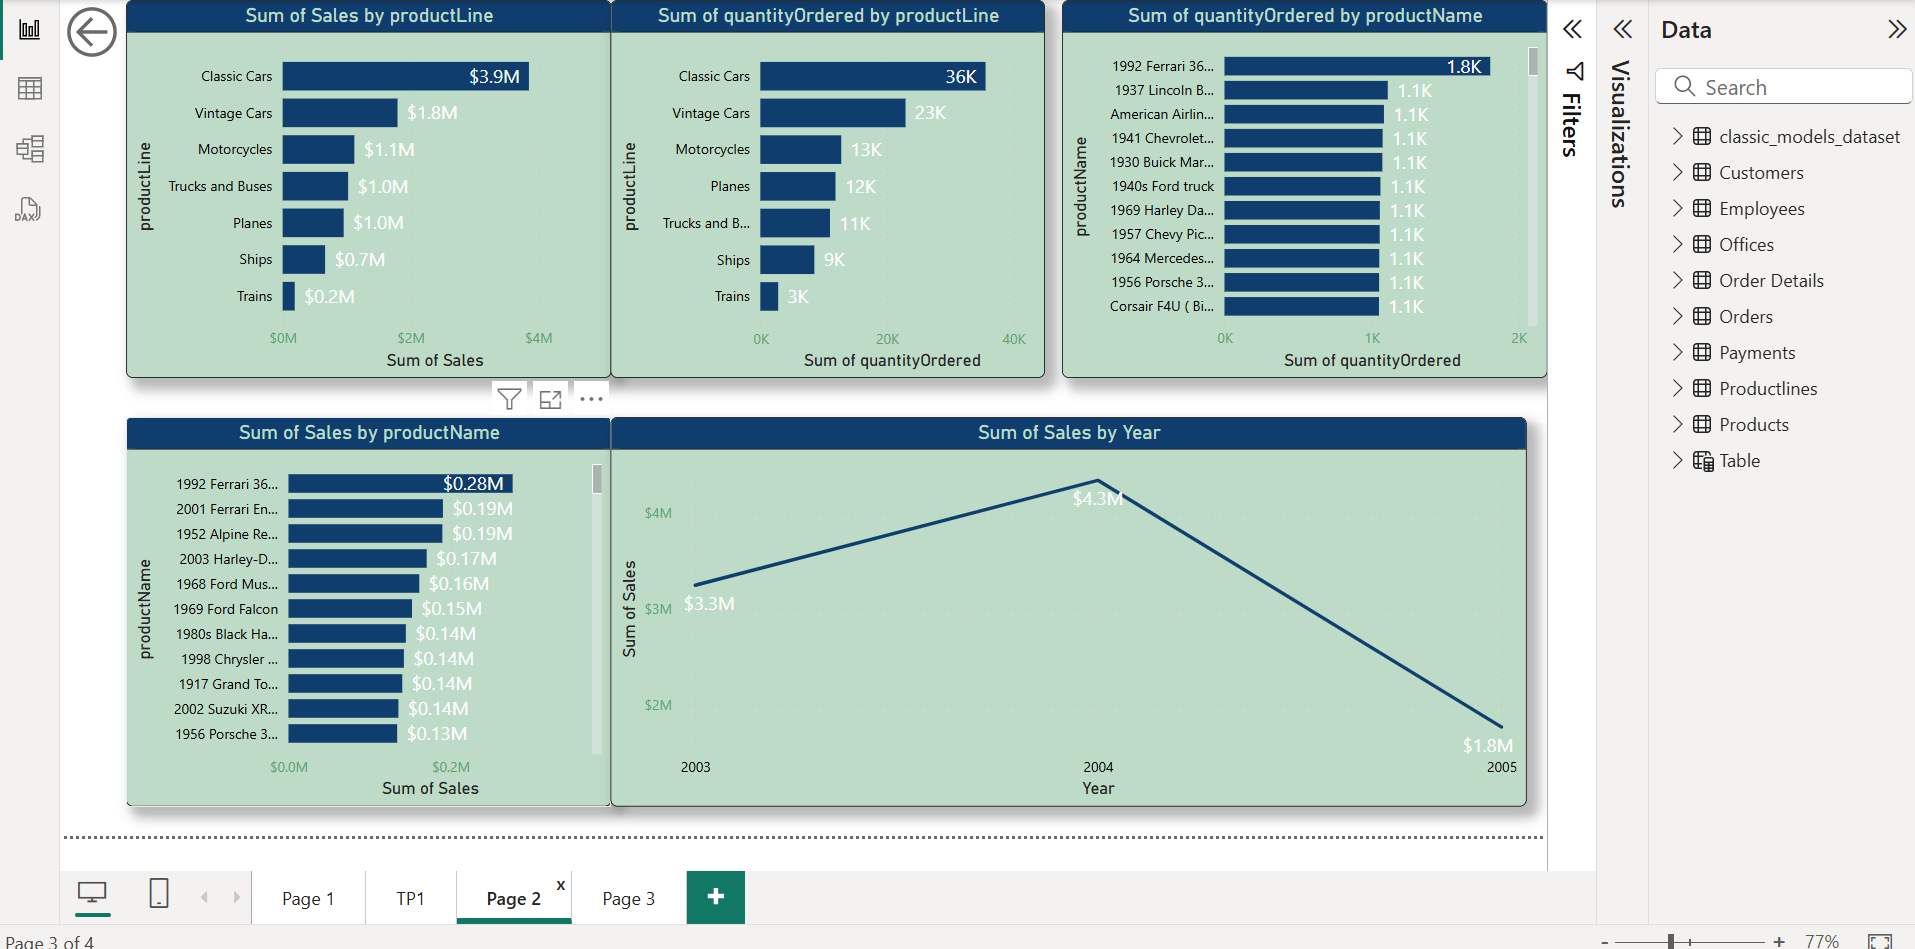 Sum of Sales by productLine
productLine
Classic Cars $3.9M
Vintage Cars $1.8M
Motorcycles $1.1M
Trucks and Buses $1.0M
Planes $1.0M
Ships $0.7M
Trains $0.2M
$0M $2M $4M
Sum of Sales
Sum of quantityOrdered by productLine
productLine
Classic Cars 36K
Vintage Cars 23K
Motorcycles 13K
Planes 12K
Trucks and B... 11K
Ships 9K
Trains 3K
0K 20K 40K
Sum of quantityOrdered
Sum of quantityOrdered by productName
productName
1992 Ferrari 36... 1.8K
1937 Lincoln B... 1.1K
American Airlin... 1.1K
1941 Chevrolet... 1.1K
1930 Buick Mar... 1.1K
1940s Ford truck 1.1K
1969 Harley Da... 1.1K
1957 Chevy Pic... 1.1K
1964 Mercedes... 1.1K
1956 Porsche 3... 1.1K
Corsair F4U ( Bi... 1.1K
0K 1K 2K
Sum of quantityOrdered
Sum of Sales by productName
productName
1992 Ferrari 36... $0.28M
2001 Ferrari En... $0.19M
1952 Alpine Re... $0.19M
2003 Harley-D... $0.17M
1968 Ford Mus... $0.16M
1969 Ford Falcon $0.15M
1980s Black Ha... $0.14M
1998 Chrysler ... $0.14M
1917 Grand To... $0.14M
2002 Suzuki XR... $0.14M
1956 Porsche 3... $0.13M
$0.0M $0.2M
Sum of Sales
Sum of Sales by Year
Sum of Sales
$4M
$3M
$2M
$3.3M
$4.3M
$1.8M
2003 2004 2005
Year
Filters
Visualizations
Data
Search
classic_models_dataset
Customers
Employees
Offices
Order Details
Orders
Payments
Productlines
Products
Table
DAX
Page 1
TP1
Page 2 x
Page 3
+
Page 3 of 4
- + 77%